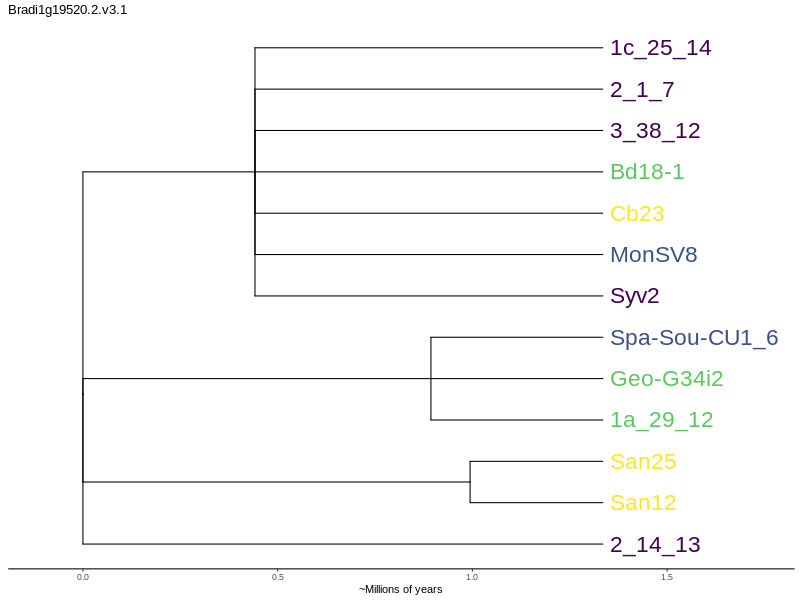 Bradi1g19520.2.v3.1
1c_25_14
2_1_7
3_38_12
Bd18-1
Cb23
MonSV8
Syv2
Spa-Sou-CU1_6
Geo-G34i2
1a_29_12
San25
San12
2_14_13
0.0 0.5 1.0 1.5
~Millions of years